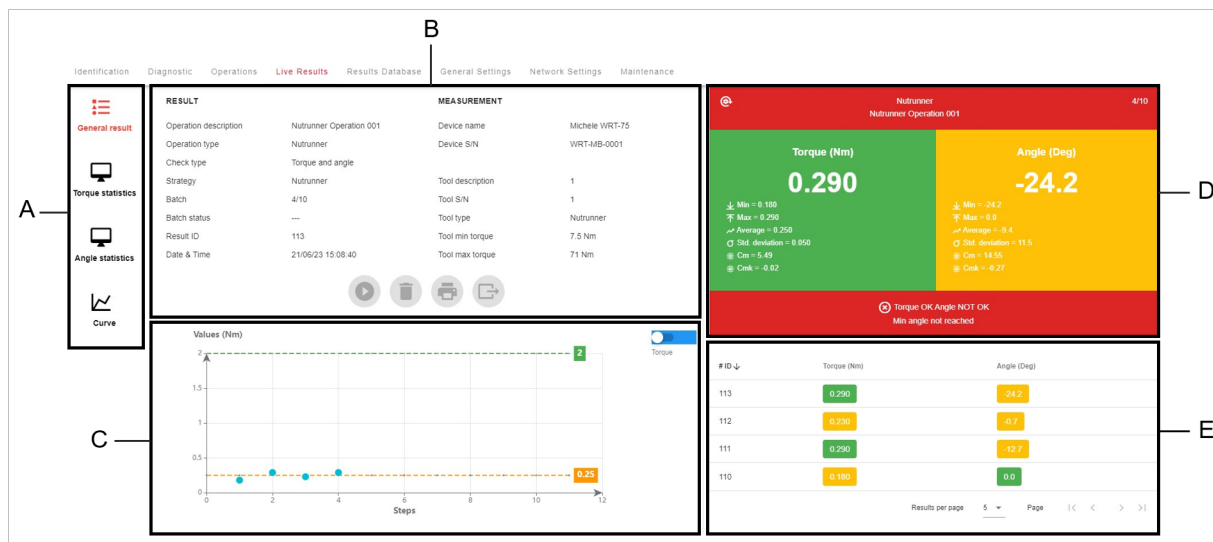 B
Identification Diagnostic Operations Live Results Results Database General Settings Network Settings Maintenance
A
General result
Torque statistics
Angle statistics
Curve
RESULT MEASUREMENT
Operation description Nutrunner Operation 001 Device name Michele WRT-75
Operation type Nutrunner Device S/N WRT-MB-0001
Check type Torque and angle
Strategy Nutrunner Tool description 1
Batch 4/10 Tool S/N 1
Batch status --- Tool type Nutrunner
Result ID 113 Tool min torque 7.5 Nm
Date & Time 21/06/23 15:08:40 Tool max torque 71 Nm
D
Nutrunner 4/10
Nutrunner Operation 001
Torque (Nm) Angle (Deg)
0.290 -24.2
Min = 0.180 Min = -24.2
Max = 0.290 Max = 0.0
Average = 0.250 Average = -9.4
Std. deviation = 0.050 Std. deviation = 11.5
Cm = 5.49 Cm = 14.55
Cmk = -0.02 Cmk = -0.27
Torque OK Angle NOT OK
Min angle not reached
C
Values (Nm)
Torque
2 2
1.5
1
0.5
0.25
0
0 2 4 6 8 10 12
Steps
E
# ID Torque (Nm) Angle (Deg)
113 0.290 -24.2
112 0.230 -0.7
111 0.290 -12.7
110 0.180 0.0
Results per page 5 Page